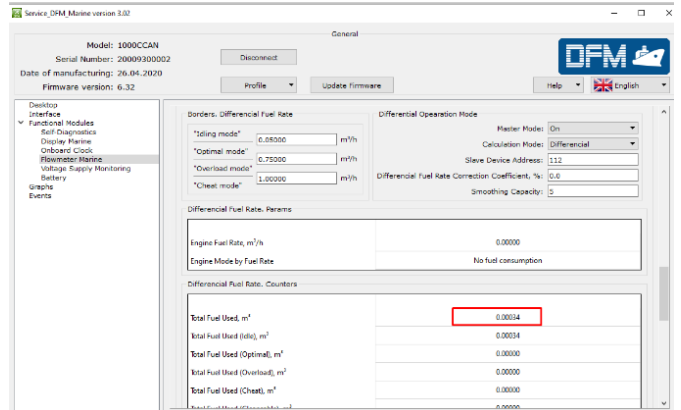 Service_DFM_Marine version 3.02
General
Model: 1000CCAN
Serial Number: 20009300002
Date of manufacturing: 26.04.2020
Firmware version: 6.32
Disconnect
Profile
Update Firmware
DFM
Help
English
Desktop
Interface
Functional Modules
Self-Diagnostics
Display Marine
Onboard Clock
Flowmeter Marine
Voltage Supply Monitoring
Battery
Graphs
Events
Borders. Differencial Fuel Rate
"Idling mode"
0.05000 m³/h
"Optimal mode"
0.75000 m³/h
"Overload mode"
1.00000 m³/h
"Cheat mode"
Differential Opearation Mode
Master Mode: On
Calculation Mode: Differencial
Slave Device Address: 112
Differencial Fuel Rate Correction Coefficient, %: 0.0
Smoothing Capacity: 5
Differencial Fuel Rate. Params
Engine Fuel Rate, m³/h 0.00000
Engine Mode by Fuel Rate No fuel consumption
Differencial Fuel Rate. Counters
Total Fuel Used, m³ 0.00034
Total Fuel Used (Idle), m³ 0.00034
Total Fuel Used (Optimal), m³ 0.00000
Total Fuel Used (Overload), m³ 0.00000
Total Fuel Used (Cheat), m³ 0.00000